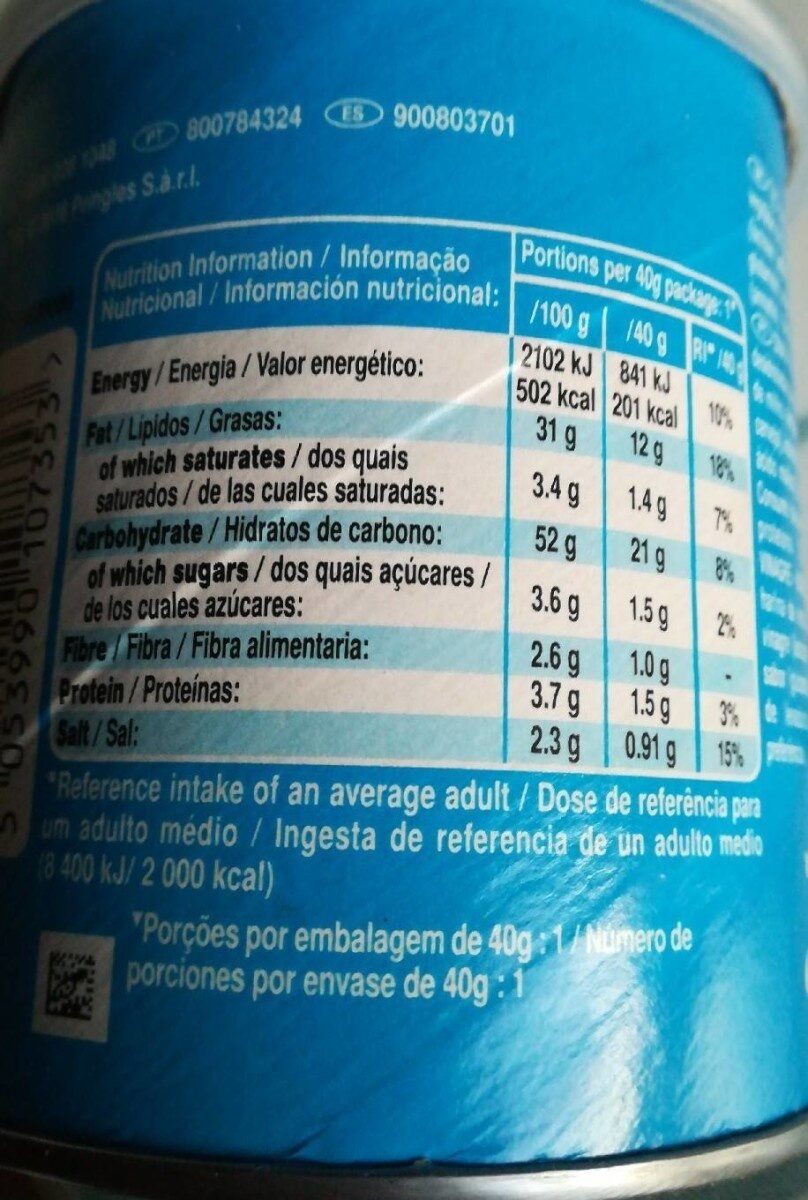 PT 800784324 ES 900803701
Pringles S.à.r.l.
Nutrition Information / Informação
Nutricional / Información nutricional:
Portions per 40g package: 1
/100 g /40 g RI*/40
Energy / Energia / Valor energético: 2102 kJ 841 kJ
502 kcal 201 kcal 10%
Fat / Lípidos / Grasas: 31 g 12 g 18%
of which saturates / dos quais
saturados / de las cuales saturadas: 3.4 g 1.4 g 7%
Carbohydrate / Hidratos de carbono: 52 g 21 g 8%
of which sugars / dos quais açúcares /
de los cuales azúcares: 3.6 g 1.5 g 2%
Fibre / Fibra / Fibra alimentaria: 2.6 g 1.0 g -
Protein / Proteínas: 3.7 g 1.5 g 3%
Salt / Sal: 2.3 g 0.91 g 15%
*Reference intake of an average adult / Dose de referência para
um adulto médio / Ingesta de referencia de un adulto medio
(8 400 kJ/ 2 000 kcal)
▼Porções por embalagem de 40g : 1 / Número de
porciones por envase de 40g : 1
5 053990 107353 >